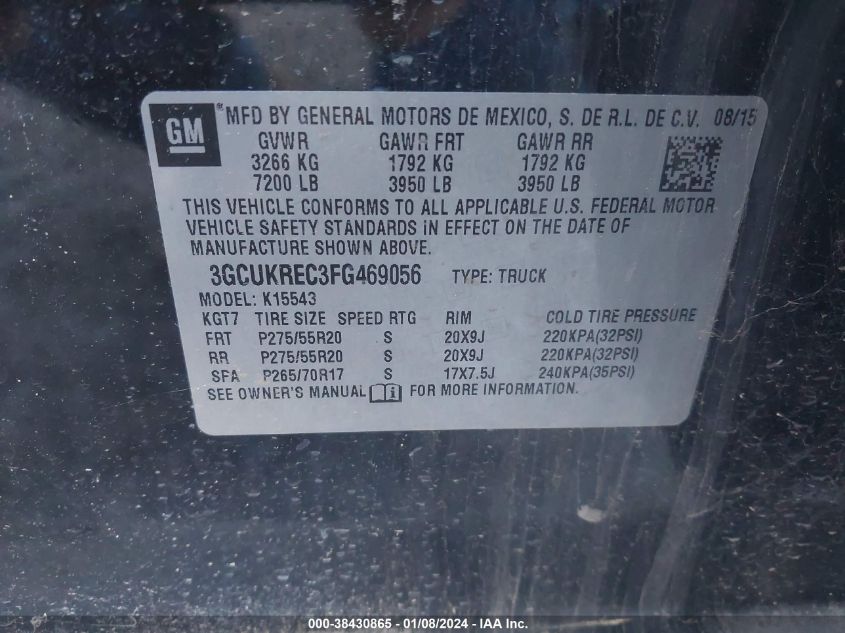 GM ® MFD BY GENERAL MOTORS DE MEXICO, S. DE R.L. DE C.V. 08/15
GVWR GAWR FRT GAWR RR
3266 KG 1792 KG 1792 KG
7200 LB 3950 LB 3950 LB
THIS VEHICLE CONFORMS TO ALL APPLICABLE U.S. FEDERAL MOTOR
VEHICLE SAFETY STANDARDS IN EFFECT ON THE DATE OF
MANUFACTURE SHOWN ABOVE.
3GCUKREC3FG469056 TYPE: TRUCK
MODEL: K15543
KGT7 TIRE SIZE SPEED RTG RIM COLD TIRE PRESSURE
FRT P275/55R20 S 20X9J 220KPA(32PSI)
RR P275/55R20 S 20X9J 220KPA(32PSI)
SFA P265/70R17 S 17X7.5J 240KPA(35PSI)
SEE OWNER'S MANUAL FOR MORE INFORMATION.
000-38430865 - 01/08/2024 - IAA Inc.